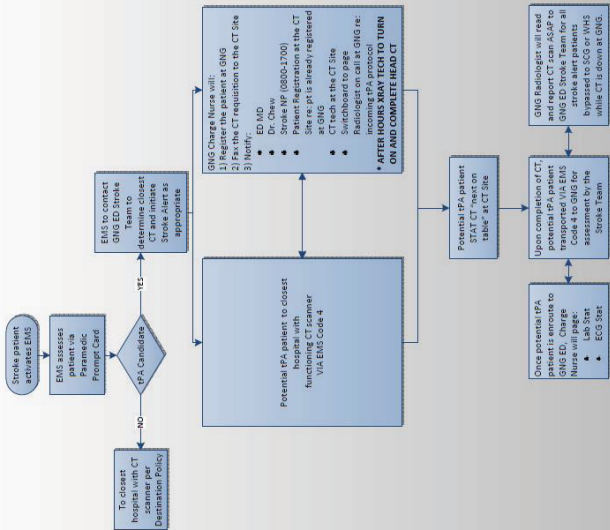 Stroke patient
activates EMS
EMS assesses
patient via
Paramedic
Prompt Card
tPA Candidate
NO
YES
To closest
hospital with CT
scanner per
Destination Policy
EMS to contact
GNG ED Stroke
Team to
determine closest
CT and initiate
Stroke Alert as
appropriate
Potential tPA patient to closest
hospital with
functioning CT scanner
VIA EMS Code 4
GNG Charge Nurse will:
1) Register the patient at GNG
2) Fax the CT requisition to the CT Site
3) Notify:
ED MD
Dr. Chew
Stroke NP (0800-1700)
Patient Registration at the CT
Site re: pt is already registered
at GNG
CT tech at the CT Site
Switchboard to page
Radiologist on call at GNG re:
incoming tPA protocol
* AFTER HOURS XRAY TECH TO TURN
ON AND COMPLETE HEAD CT
Potential tPA patient
STAT CT "next on
table" at CT Site
Once potential tPA
patient is enroute to
GNG ED, Charge
Nurse will page:
Lab Stat
ECG Stat
Upon completion of CT,
potential tPA patient
transported VIA EMS
Code 4 to GNG for
assessment by the
Stroke Team
GNG Radiologist will read
and report CT scan ASAP to
GNG ED Stroke Team for all
stroke alert patients
bypassed to SCG or WHS
while CT is down at GNG.